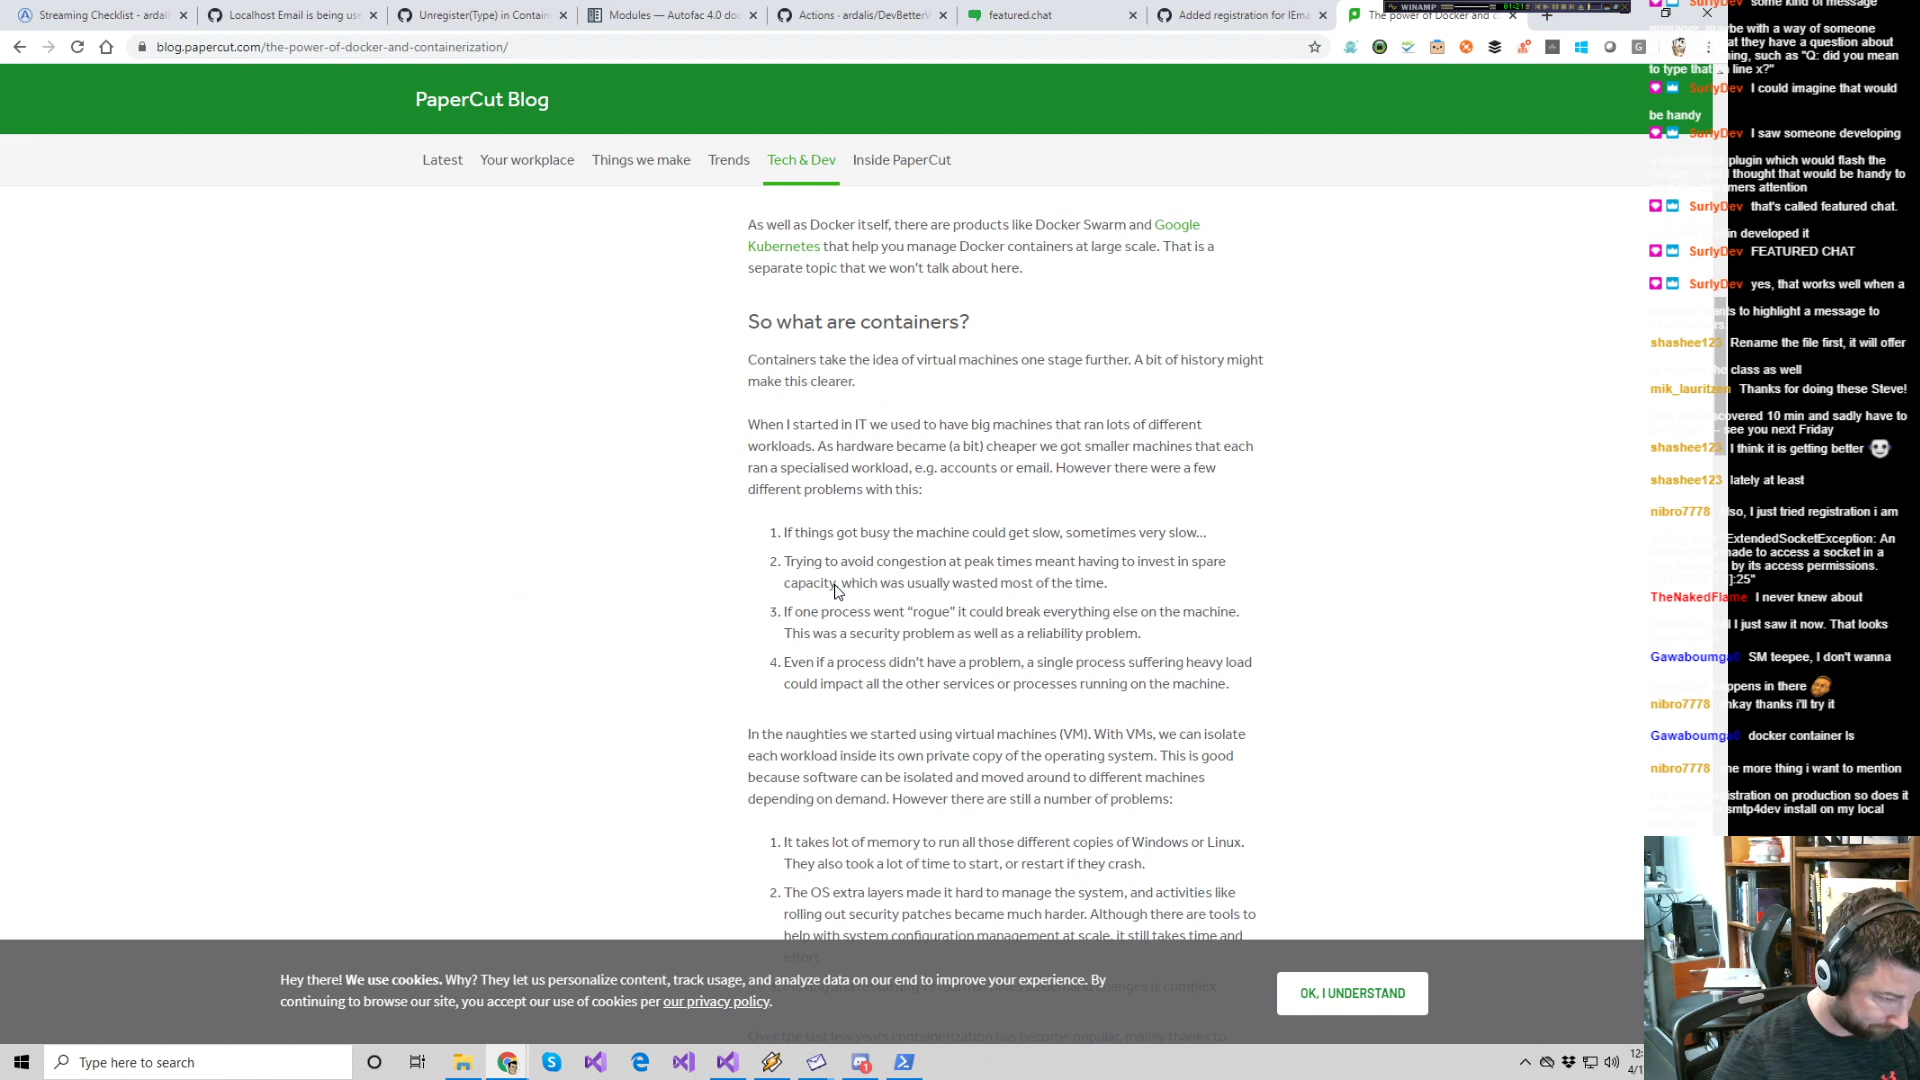 Streaming Checklist - ardali
Localhost Email is being use
Unregister(Type) in Contain
Modules — Autofac 4.0 doc
Actions · ardalis/DevBetterV
featured.chat
Added registration for IEma
The power of Docker and c
WINAMP
blog.papercut.com/the-power-of-docker-and-containerization/
PaperCut Blog
Latest Your workplace Things we make Trends Tech & Dev Inside PaperCut
As well as Docker itself, there are products like Docker Swarm and Google
Kubernetes that help you manage Docker containers at large scale. That is a
separate topic that we won't talk about here.
So what are containers?
Containers take the idea of virtual machines one stage further. A bit of history might
make this clearer.
When I started in IT we used to have big machines that ran lots of different
workloads. As hardware became (a bit) cheaper we got smaller machines that each
ran a specialised workload, e.g. accounts or email. However there were a few
different problems with this:
1. If things got busy the machine could get slow, sometimes very slow...
2. Trying to avoid congestion at peak times meant having to invest in spare
capacity, which was usually wasted most of the time.
3. If one process went “rogue” it could break everything else on the machine.
This was a security problem as well as a reliability problem.
4. Even if a process didn't have a problem, a single process suffering heavy load
could impact all the other services or processes running on the machine.
In the naughties we started using virtual machines (VM). With VMs, we can isolate
each workload inside its own private copy of the operating system. This is good
because software can be isolated and moved around to different machines
depending on demand. However there are still a number of problems:
1. It takes lot of memory to run all those different copies of Windows or Linux.
They also took a lot of time to start, or restart if they crash.
2. The OS extra layers made it hard to manage the system, and activities like
rolling out security patches became much harder. Although there are tools to
help with system configuration management at scale, it still takes time and
effort
Over the last few years containerization has become popular, mainly thanks to
Hey there! We use cookies. Why? They let us personalize content, track usage, and analyze data on our end to improve your experience. By
continuing to browse our site, you accept our use of cookies per our privacy policy.
OK, I UNDERSTAND
some kind of message
maybe with a way of someone
at they have a question about
ing, such as "Q: did you mean
to type that line x?"
SurlyDev I could imagine that would
be handy
SurlyDev I saw someone developing
plugin which would flash the
thought that would be handy to
mers attention
SurlyDev that's called featured chat.
in developed it
SurlyDev FEATURED CHAT
SurlyDev yes, that works well when a
nts to highlight a message to
shashee123 Rename the file first, it will offer
he class as well
mik_lauritzen Thanks for doing these Steve!
covered 10 min and sadly have to
see you next Friday
shashee123 I think it is getting better
shashee123 lately at least
nibro7778 so, I just tried registration i am
ExtendedSocketException: An
ade to access a socket in a
by its access permissions.
]:25"
TheNakedFlame I never knew about
I just saw it now. That looks
Gawaboumga SM teepee, I don't wanna
ppens in there
nibro7778 nkay thanks i'll try it
Gawaboumga docker container ls
nibro7778 ne more thing i want to mention
istration on production so does it
smtp4dev install on my local
Type here to search
12:
4/1